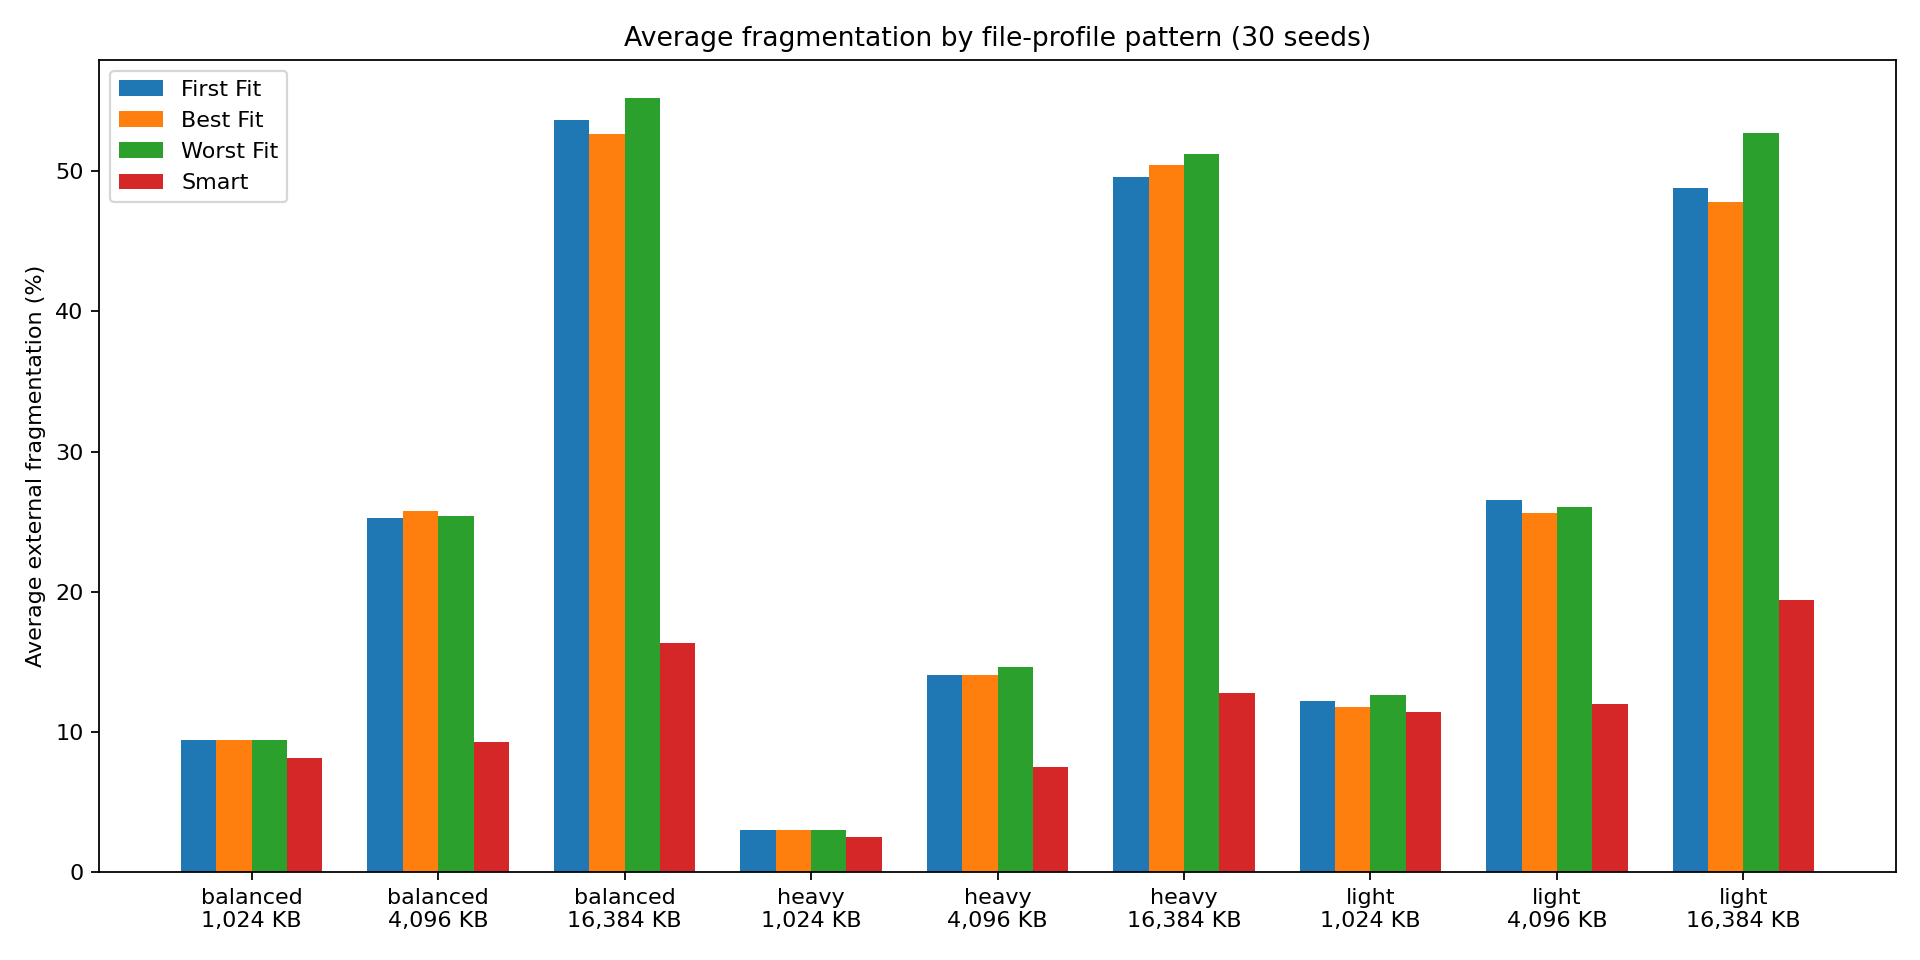 Average fragmentation by file-profile pattern (30 seeds)
First Fit
Best Fit
Worst Fit
Smart
Average external fragmentation (%)
50
40
30
20
10
0
balanced
1,024 KB
balanced
4,096 KB
balanced
16,384 KB
heavy
1,024 KB
heavy
4,096 KB
heavy
16,384 KB
light
1,024 KB
light
4,096 KB
light
16,384 KB